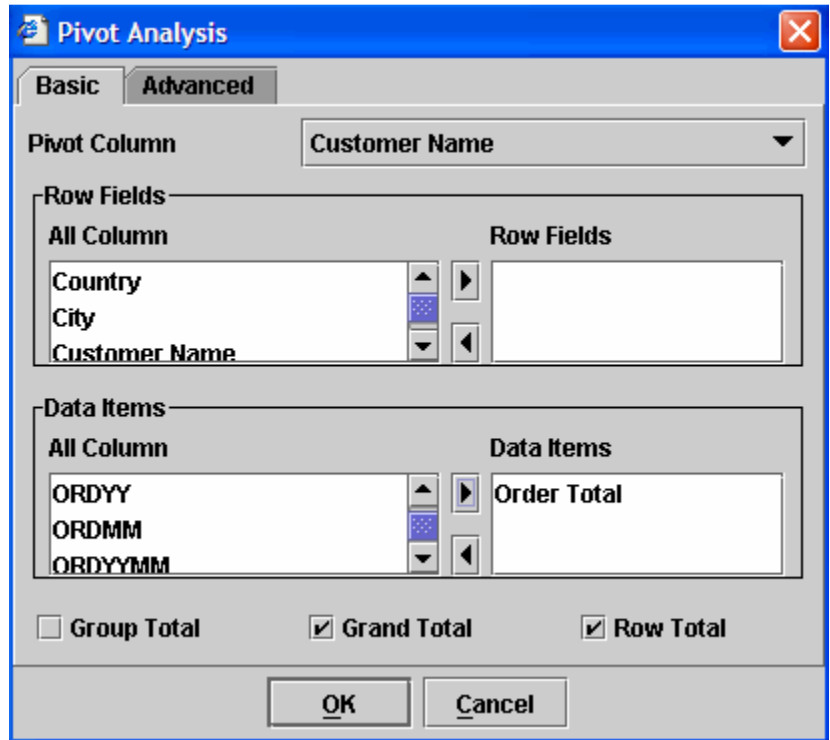 Pivot Analysis
Basic Advanced
Pivot Column Customer Name
Row Fields
All Column Row Fields
Country
City
Customer Name
Data Items
All Column Data Items
ORDYY Order Total
ORDMM
ORDYYMM
Group Total Grand Total Row Total
OK Cancel